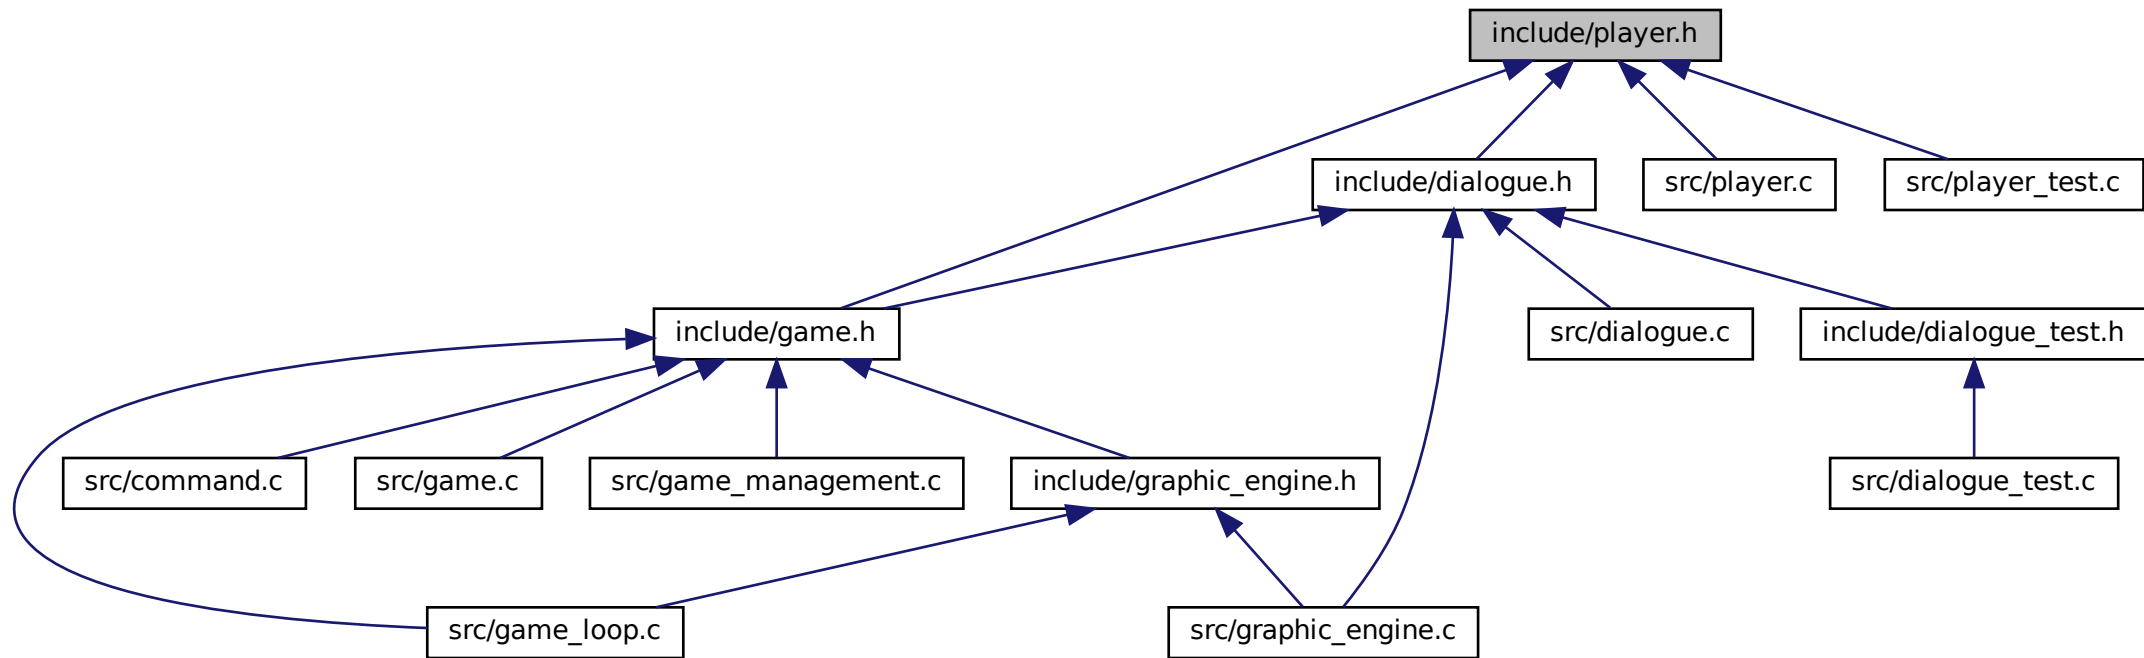 include/player.h
include/dialogue.h
src/player.c
src/player_test.c
include/game.h
src/dialogue.c
include/dialogue_test.h
src/command.c
src/game.c
src/game_management.c
include/graphic_engine.h
src/dialogue_test.c
src/game_loop.c
src/graphic_engine.c